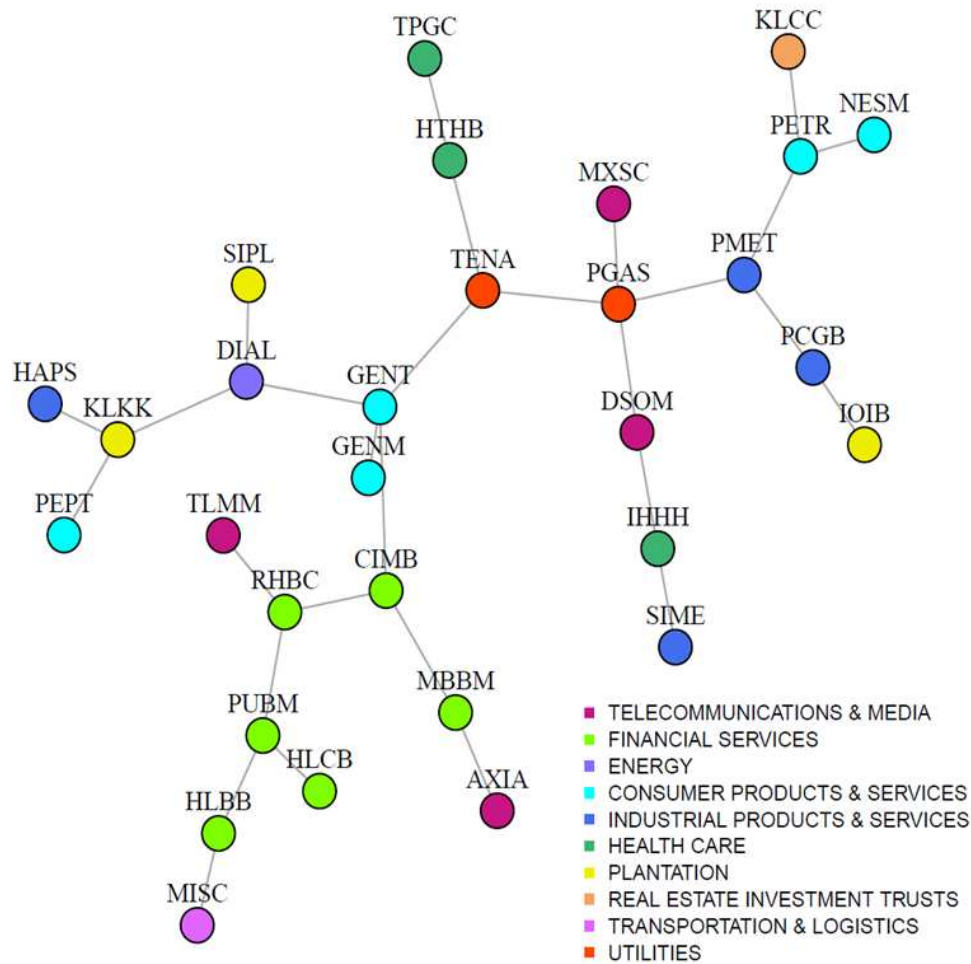 TPGC
KLCC
NESM
HTHB
PETR
MXSC
SIPL
TENA
PGAS
PMET
DIAL
HAPS
GENT
PCGB
KLKK
DSOM
IOIB
GENM
PEPT
TLMM
IHHH
RHBC
CIMB
SIME
MBBM
PUBM
HLCB
AXIA
HLBB
MISC
TELECOMMUNICATIONS & MEDIA
FINANCIAL SERVICES
ENERGY
CONSUMER PRODUCTS & SERVICES
INDUSTRIAL PRODUCTS & SERVICES
HEALTH CARE
PLANTATION
REAL ESTATE INVESTMENT TRUSTS
TRANSPORTATION & LOGISTICS
UTILITIES